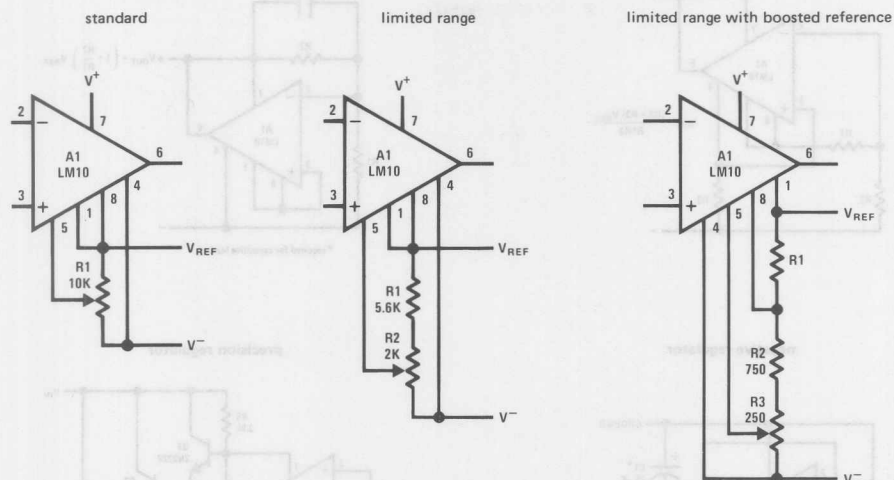 standard
limited range
limited range with boosted reference
V+
2
−
7
A1
LM10
6
4
3
+
5
1
8
VREF
R1
10K
V−
V+
2
−
7
A1
LM10
6
4
3
+
5
1
8
VREF
R1
5.6K
R2
2K
V−
V+
2
−
7
A1
LM10
6
1
3
+
4
5
8
VREF
R1
R2
750
R3
250
V−
precision regulator